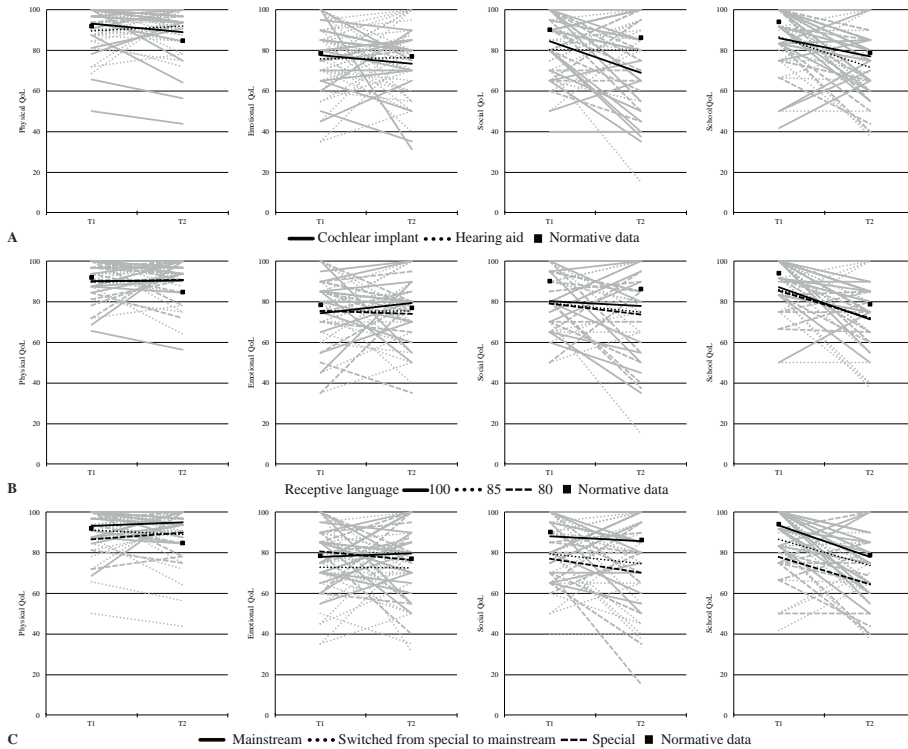 Physical QoL
100
80
60
40
20
0
T1 T2
Emotional QoL
100
80
60
40
20
0
T1 T2
Social QoL
100
80
60
40
20
0
T1 T2
School QoL
100
80
60
40
20
0
T1 T2
A Cochlear implant Hearing aid Normative data
Physical QoL
100
80
60
40
20
0
T1 T2
Emotional QoL
100
80
60
40
20
0
T1 T2
Social QoL
100
80
60
40
20
0
T1 T2
School QoL
100
80
60
40
20
0
T1 T2
B Receptive language 100 85 80 Normative data
Physical QoL
100
80
60
40
20
0
T1 T2
Emotional QoL
100
80
60
40
20
0
T1 T2
Social QoL
100
80
60
40
20
0
T1 T2
School QoL
100
80
60
40
20
0
T1 T2
C Mainstream Switched from special to mainstream Special Normative data